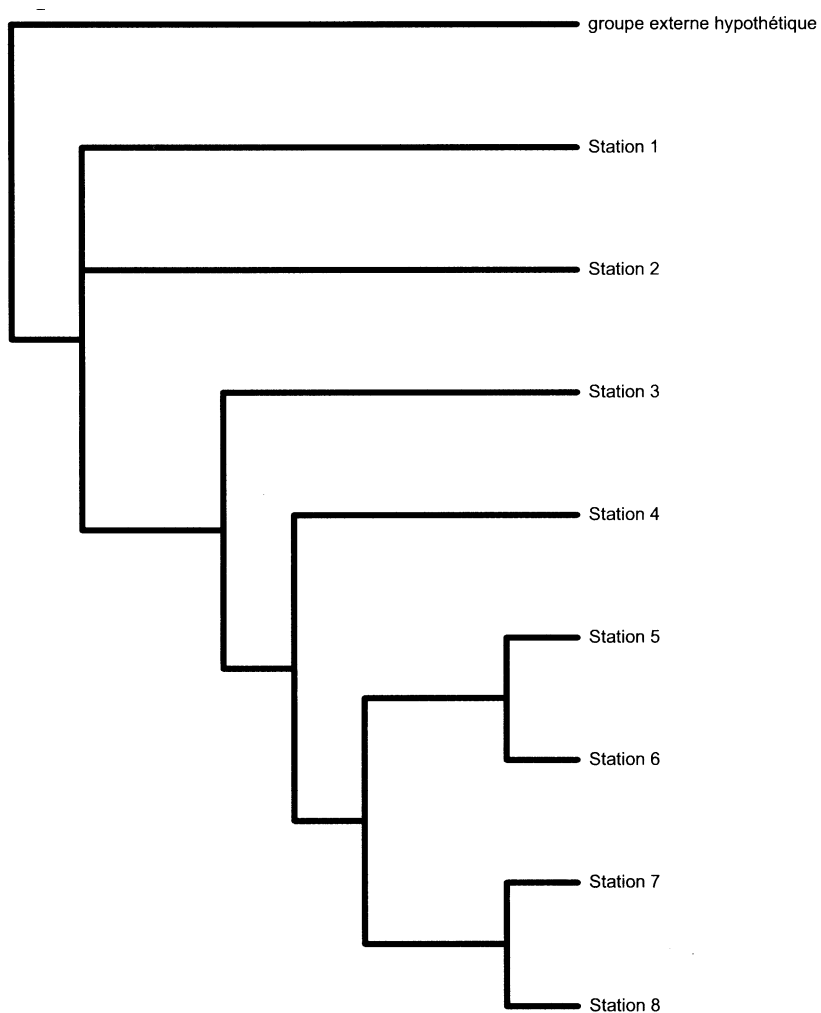 groupe externe hypothétique
Station 1
Station 2
Station 3
Station 4
Station 5
Station 6
Station 7
Station 8